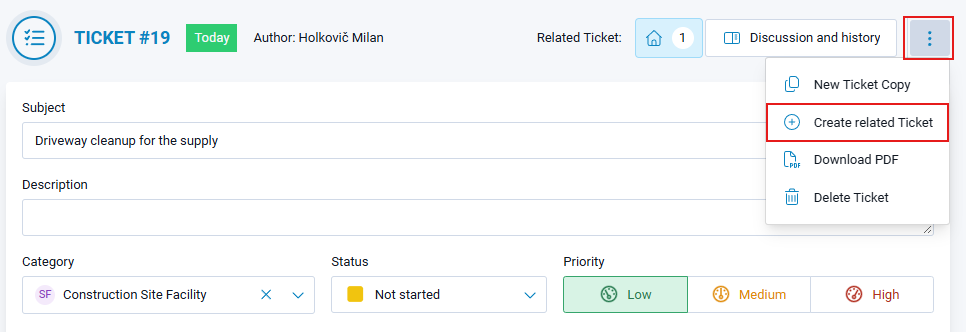 TICKET #19
Today
Author: Holkovič Milan
Related Ticket:
1
Discussion and history
New Ticket Copy
Create related Ticket
Download PDF
Delete Ticket
Subject
Driveway cleanup for the supply
Description
Category
Status
Priority
SF
Construction Site Facility
Not started
Low
Medium
High